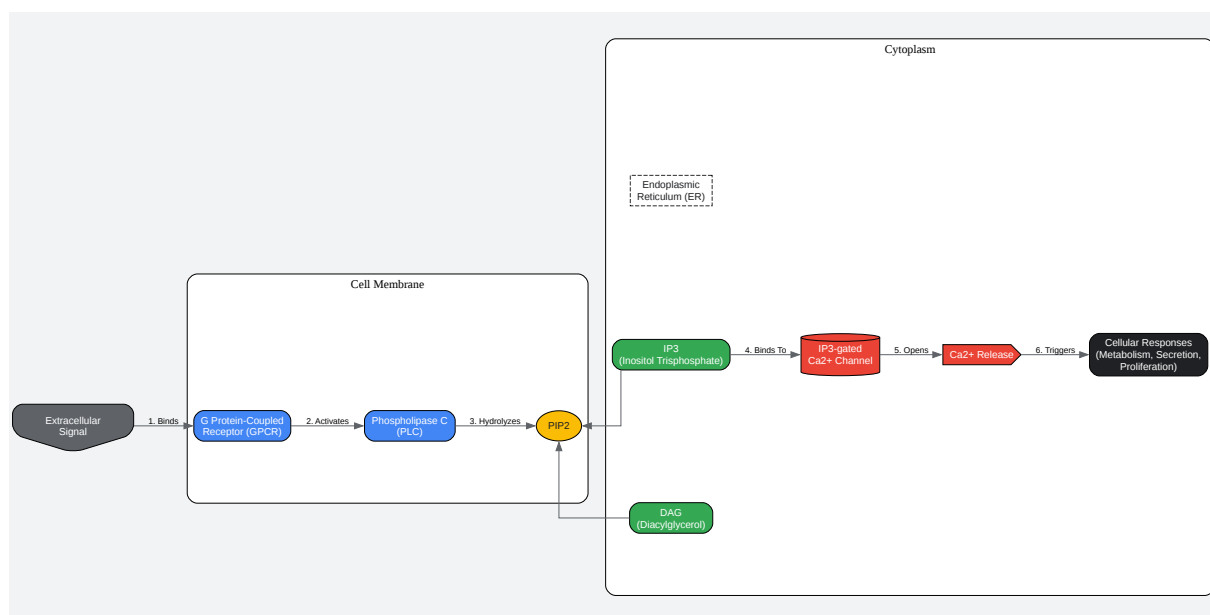 Cytoplasm
Endoplasmic
Reticulum (ER)
Cell Membrane
IP3
(Inositol Trisphosphate)
4. Binds To
IP3-gated
Ca2+ Channel
5. Opens
Ca2+ Release
6. Triggers
Cellular Responses
(Metabolism, Secretion,
Proliferation)
Extracellular
Signal
1. Binds
G Protein-Coupled
Receptor (GPCR)
2. Activates
Phospholipase C
(PLC)
3. Hydrolyzes
PIP2
DAG
(Diacylglycerol)